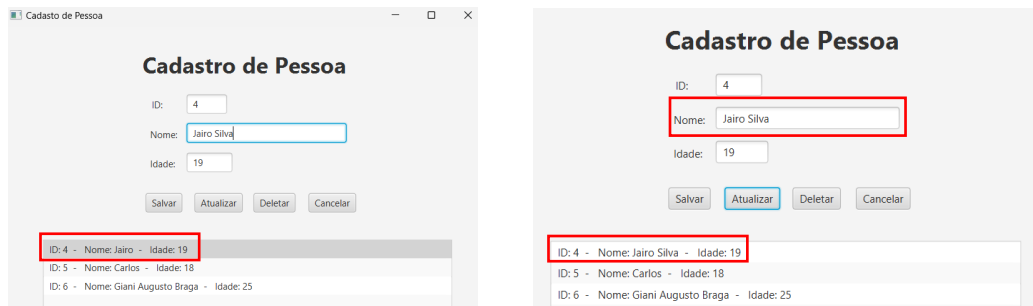 Cadasto de Pessoa
Cadastro de Pessoa
ID: 4
Nome: Jairo Silva
Idade: 19
Salvar Atualizar Deletar Cancelar
ID: 4 - Nome: Jairo - Idade: 19
ID: 5 - Nome: Carlos - Idade: 18
ID: 6 - Nome: Giani Augusto Braga - Idade: 25
Cadastro de Pessoa
ID: 4
Nome: Jairo Silva
Idade: 19
Salvar Atualizar Deletar Cancelar
ID: 4 - Nome: Jairo Silva - Idade: 19
ID: 5 - Nome: Carlos - Idade: 18
ID: 6 - Nome: Giani Augusto Braga - Idade: 25